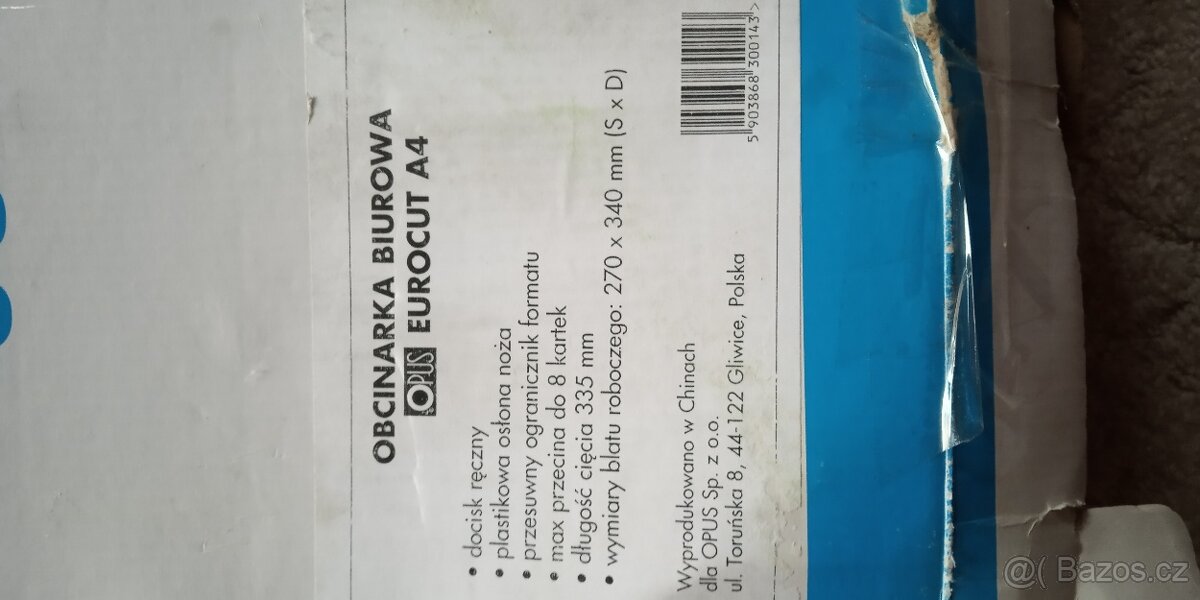 OBCINARKA BIUROWA
OPUS EUROCUT A4
• docisk ręczny
• plastikowa osłona noża
• przesuwny ogranicznik formatu
• max przecina do 8 kartek
• długość cięcia 335 mm
• wymiary blatu roboczego: 270 x 340 mm (S x D)
Wyprodukowano w Chinach
dla OPUS Sp. z o.o.
ul. Toruńska 8, 44-122 Gliwice, Polska
5 903868 300143 >
@( Bazos.cz